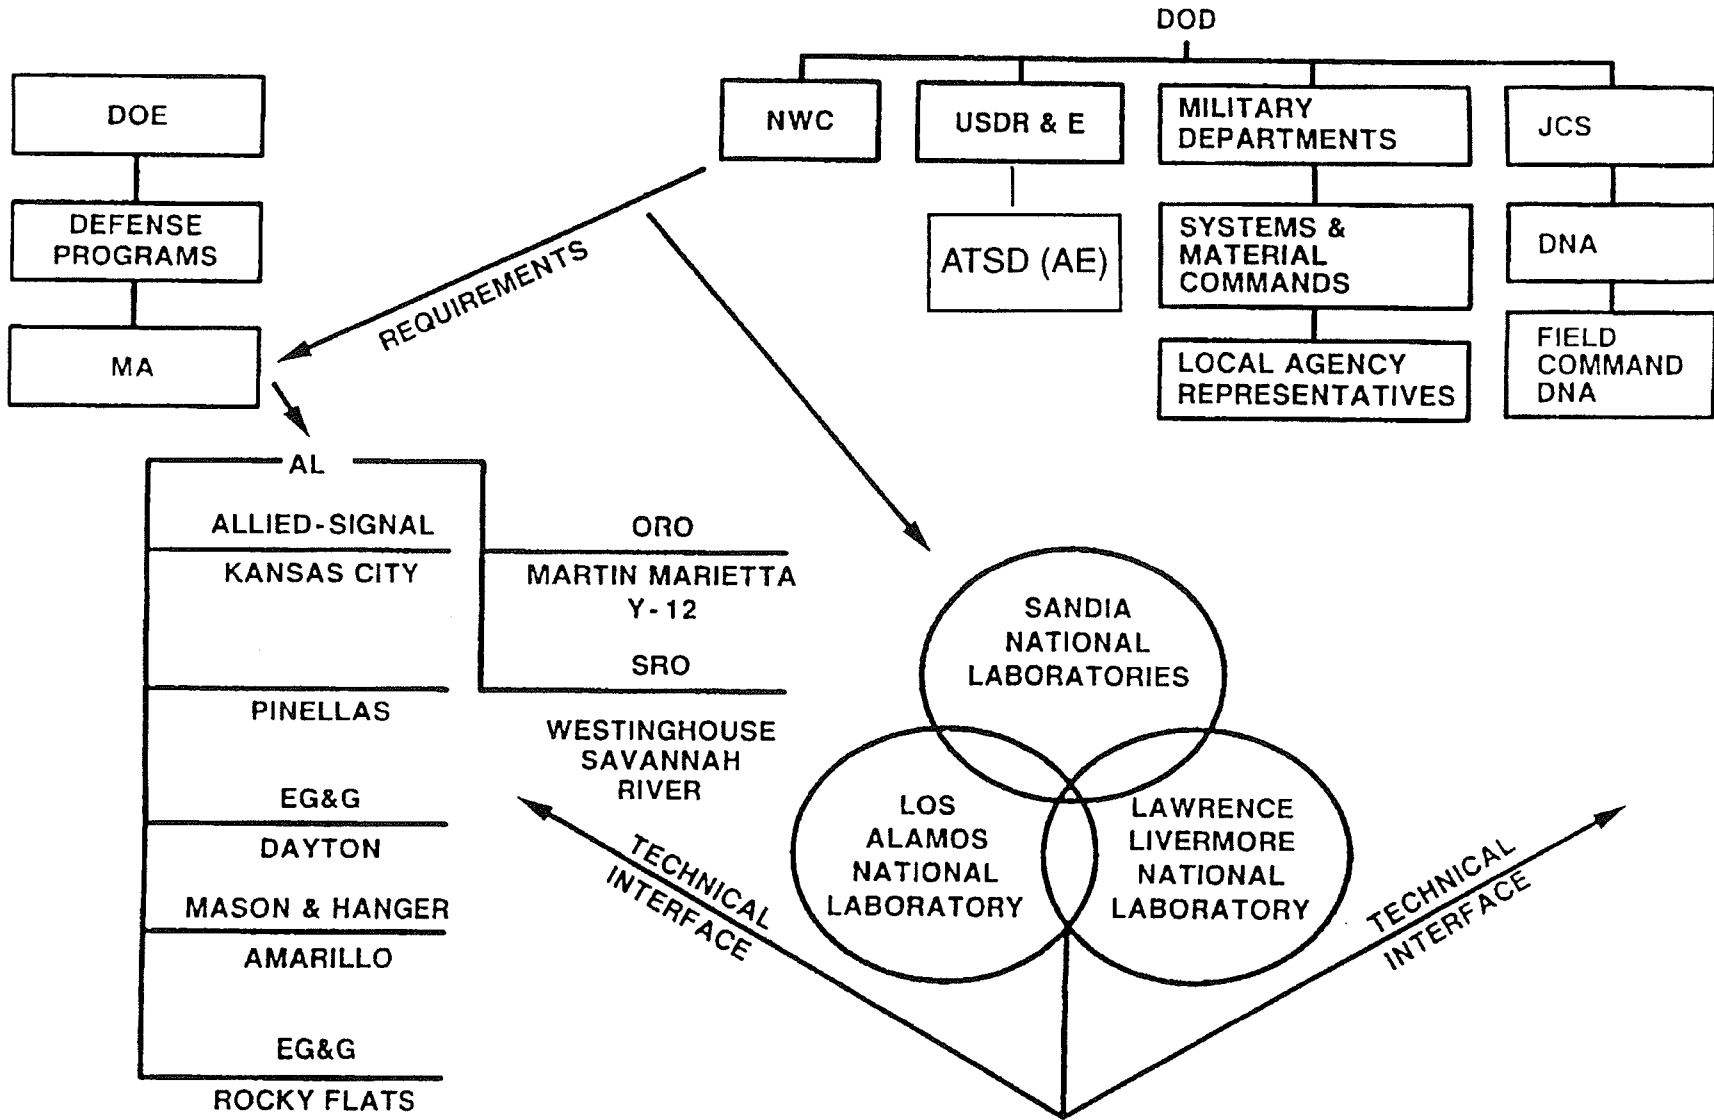 DOD
DOE
DEFENSE
PROGRAMS
MA
NWC
USDR & E
ATSD (AE)
MILITARY
DEPARTMENTS
SYSTEMS &
MATERIAL
COMMANDS
LOCAL AGENCY
REPRESENTATIVES
JCS
DNA
FIELD
COMMAND
DNA
REQUIREMENTS
AL
ALLIED-SIGNAL
KANSAS CITY
PINELLAS
EG&G
DAYTON
MASON & HANGER
AMARILLO
EG&G
ROCKY FLATS
ORO
MARTIN MARIETTA
Y-12
SRO
WESTINGHOUSE
SAVANNAH
RIVER
SANDIA
NATIONAL
LABORATORIES
LOS
ALAMOS
NATIONAL
LABORATORY
LAWRENCE
LIVERMORE
NATIONAL
LABORATORY
TECHNICAL
INTERFACE
TECHNICAL
INTERFACE